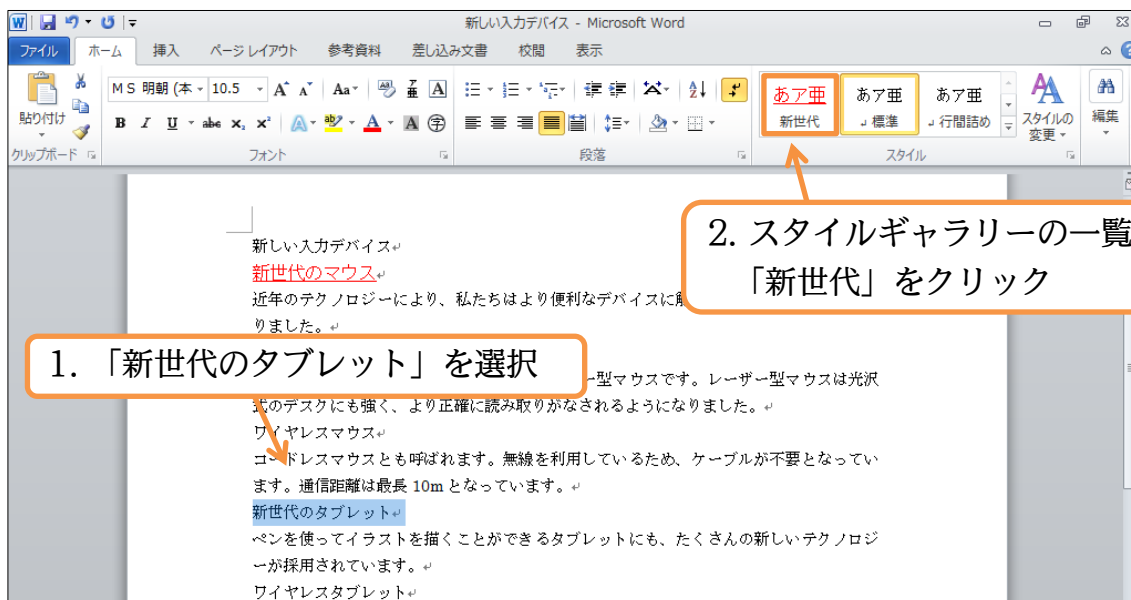 新しい入力デバイス - Microsoft Word
ファイル ホーム 挿入 ページ レイアウト 参考資料 差し込み文書 校閲 表示
貼り付け
MS 明朝 (本 10.5
Aa
A
B I U abc x₂ x² A ab A A 字
あア亜 あア亜 あア亜
新世代 標準 行間詰め
スタイルの変更
編集
クリップボード フォント 段落 スタイル
2. スタイルギャラリーの一覧
「新世代」をクリック
新しい入力デバイス
新世代のマウス
近年のテクノロジーにより、私たちはより便利なデバイスに
りました。
1. 「新世代のタブレット」を選択
ー型マウスです。レーザー型マウスは光沢
式のデスクにも強く、より正確に読み取りがなされるようになりました。
ワイヤレスマウス
コードレスマウスとも呼ばれます。無線を利用しているため、ケーブルが不要となってい
ます。通信距離は最長 10m となっています。
新世代のタブレット
ペンを使ってイラストを描くことができるタブレットにも、たくさんの新しいテクノロジ
ーが採用されています。
ワイヤレスタブレット